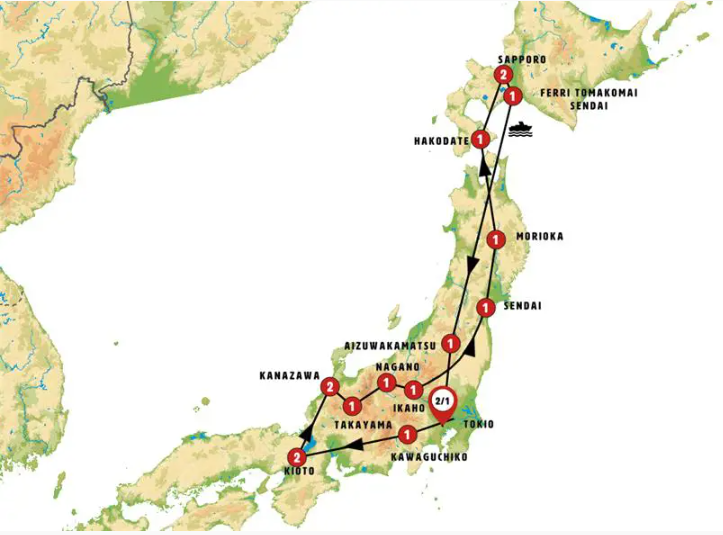 SAPPORO
2
1
FERRI TOMAKOMAI
SENDAI
HAKODATE
1
1
MORIOKA
1
SENDAI
AIZUWAKAMATSU
1
NAGANO
KANAZAWA
2
1
1
1
IKAHO
2/1
TAKAYAMA
TOKIO
1
KAWAGUCHIKO
2
KIOTO